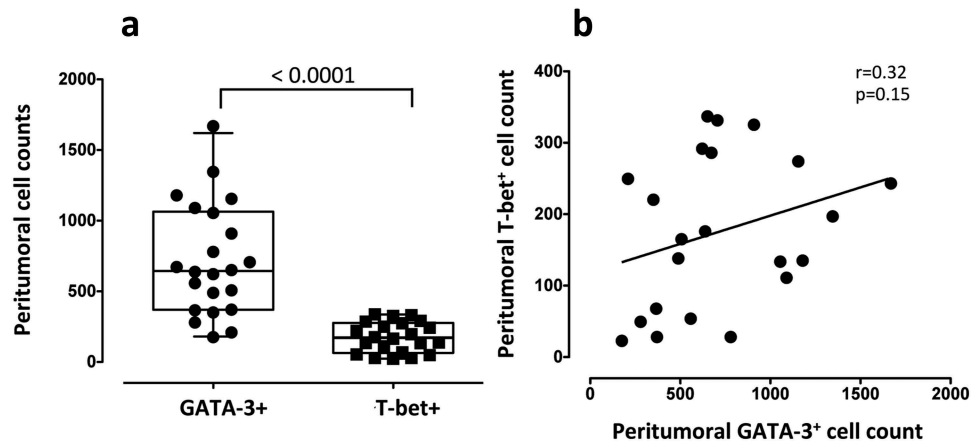 a
< 0.0001
Peritumoral cell counts
2000
1500
1000
500
0
GATA-3+
T-bet+
b
r=0.32
p=0.15
Peritumoral T-bet⁺ cell count
400
300
200
100
0
0 500 1000 1500 2000
Peritumoral GATA-3⁺ cell count